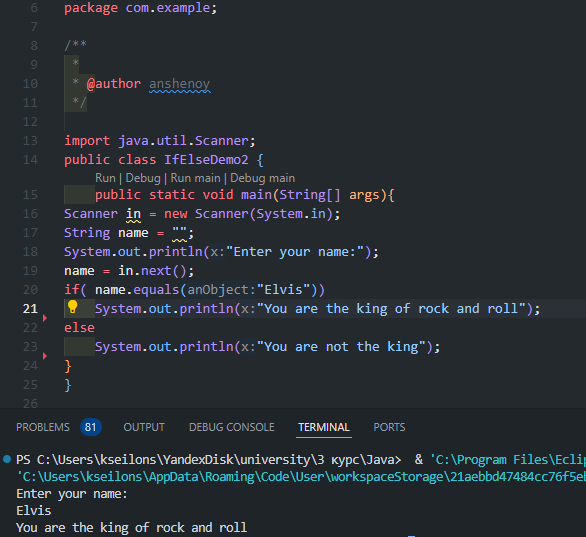 6 package com.example;
7
8 /**
9 *
10 * @author anshenoy
11 */
12
13 import java.util.Scanner;
14 public class IfElseDemo2 {
Run | Debug | Run main | Debug main
15 public static void main(String[] args){
16 Scanner in = new Scanner(System.in);
17 String name = "";
18 System.out.println(x:"Enter your name:");
19 name = in.next();
20 if( name.equals(anObject:"Elvis"))
21 System.out.println(x:"You are the king of rock and roll");
22 else
23 System.out.println(x:"You are not the king");
24 }
25 }
26
PROBLEMS 81 OUTPUT DEBUG CONSOLE TERMINAL PORTS
PS C:\Users\kseilons\YandexDisk\university\3 курс\Java> & 'C:\Program Files\Eclip
'C:\Users\kseilons\AppData\Roaming\Code\User\workspaceStorage\21aebbd47484cc76f5eb
Enter your name:
Elvis
You are the king of rock and roll